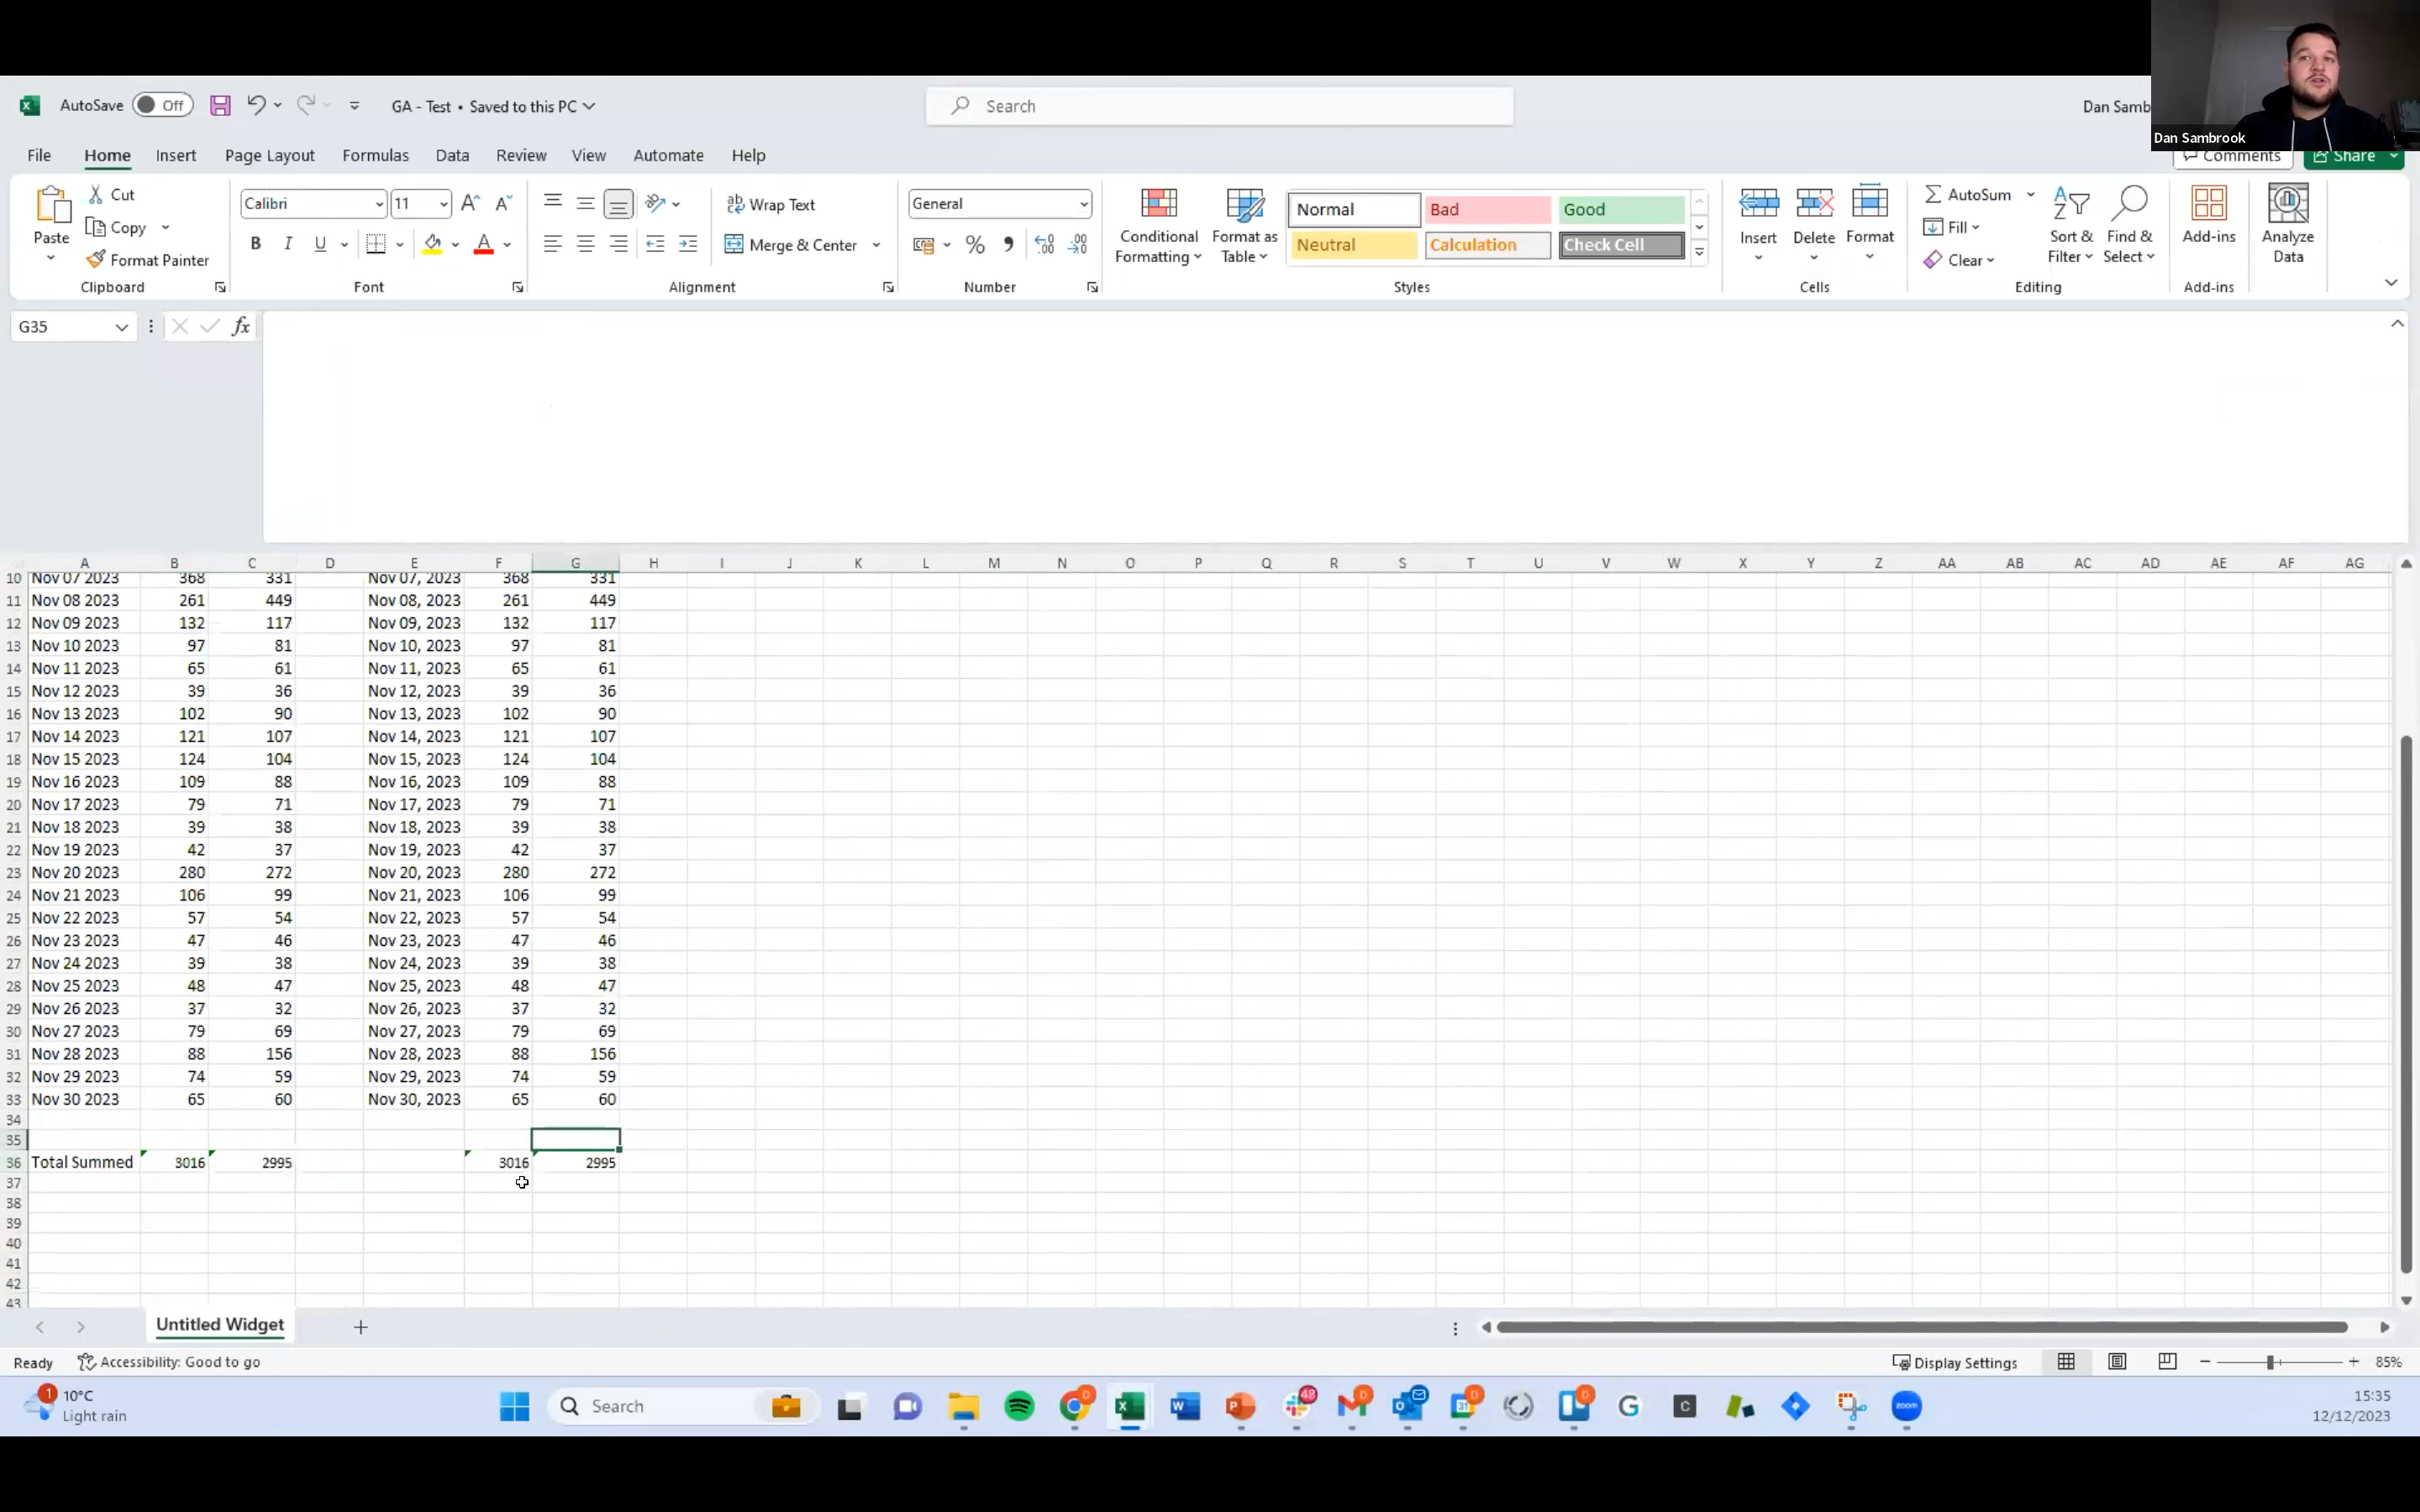 Dan Sambrook
AutoSave Off GA - Test • Saved to this PC Search Dan Samb
File Home Insert Page Layout Formulas Data Review View Automate Help Comments Share
Paste Cut Copy Format Painter Clipboard
Calibri 11 B I U A Font
Wrap Text Merge & Center Alignment
General % Number
Conditional Formatting Format as Table Normal Bad Good Neutral Calculation Check Cell Styles
Insert Delete Format Cells
AutoSum Fill Clear Sort & Filter Find & Select Editing
Add-ins Add-ins
Analyze Data
G35 fx
A B C D E F G H I J K L M N O P Q R S T U V W X Y Z AA AB AC AD AE AF AG
10 Nov 07 2023 368 331 Nov 07, 2023 368 331
11 Nov 08 2023 261 449 Nov 08, 2023 261 449
12 Nov 09 2023 132 117 Nov 09, 2023 132 117
13 Nov 10 2023 97 81 Nov 10, 2023 97 81
14 Nov 11 2023 65 61 Nov 11, 2023 65 61
15 Nov 12 2023 39 36 Nov 12, 2023 39 36
16 Nov 13 2023 102 90 Nov 13, 2023 102 90
17 Nov 14 2023 121 107 Nov 14, 2023 121 107
18 Nov 15 2023 124 104 Nov 15, 2023 124 104
19 Nov 16 2023 109 88 Nov 16, 2023 109 88
20 Nov 17 2023 79 71 Nov 17, 2023 79 71
21 Nov 18 2023 39 38 Nov 18, 2023 39 38
22 Nov 19 2023 42 37 Nov 19, 2023 42 37
23 Nov 20 2023 280 272 Nov 20, 2023 280 272
24 Nov 21 2023 106 99 Nov 21, 2023 106 99
25 Nov 22 2023 57 54 Nov 22, 2023 57 54
26 Nov 23 2023 47 46 Nov 23, 2023 47 46
27 Nov 24 2023 39 38 Nov 24, 2023 39 38
28 Nov 25 2023 48 47 Nov 25, 2023 48 47
29 Nov 26 2023 37 32 Nov 26, 2023 37 32
30 Nov 27 2023 79 69 Nov 27, 2023 79 69
31 Nov 28 2023 88 156 Nov 28, 2023 88 156
32 Nov 29 2023 74 59 Nov 29, 2023 74 59
33 Nov 30 2023 65 60 Nov 30, 2023 65 60
34
35
36 Total Summed 3016 2995 3016 2995
37
38
39
40
41
42
43
Untitled Widget
Ready Accessibility: Good to go Display Settings 85%
1 10°C Search 48 31 zoom 15:35
Light rain 12/12/2023